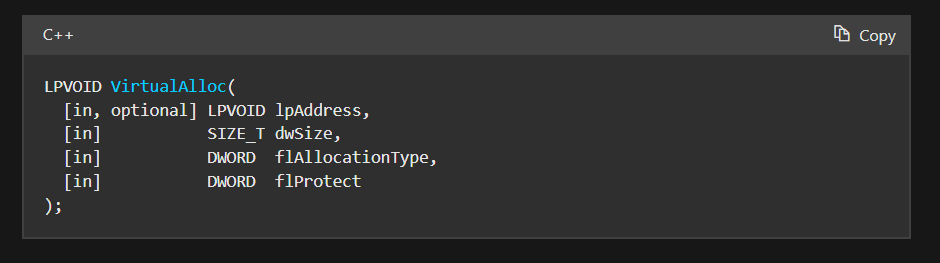 C++
Copy
LPVOID VirtualAlloc(
  [in, optional] LPVOID lpAddress,
  [in]           SIZE_T dwSize,
  [in]           DWORD  flAllocationType,
  [in]           DWORD  flProtect
);